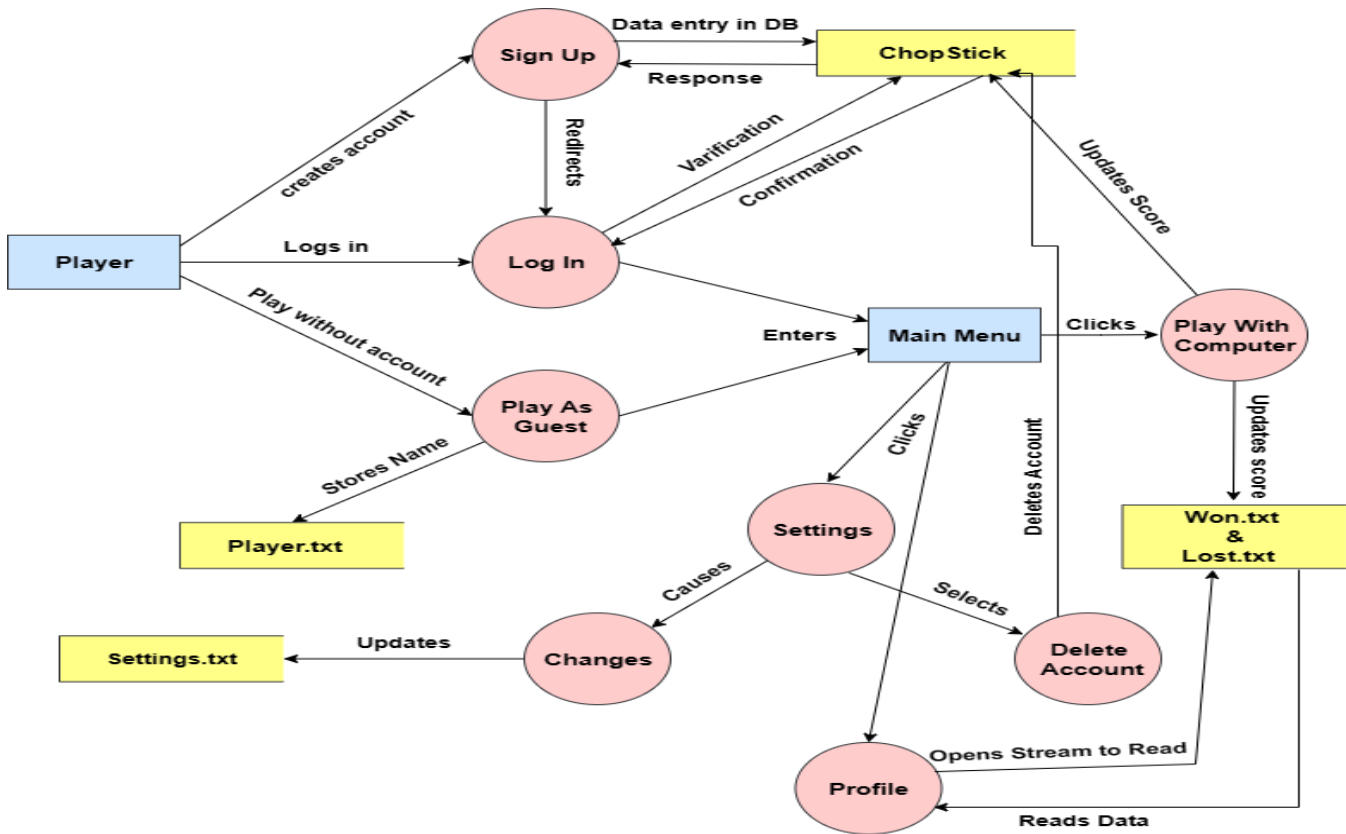 Data entry in DB
Sign Up
ChopStick
Response
creates account
Redirects
Varification
Confirmation
Updates Score
Player
Logs in
Log In
Play without account
Enters
Main Menu
Clicks
Play With
Computer
Play As
Guest
Clicks
Deletes Account
Updates score
Stores Name
Player.txt
Settings
Won.txt
&
Lost.txt
Causes
Selects
Settings.txt
Updates
Changes
Delete
Account
Profile
Opens Stream to Read
Reads Data